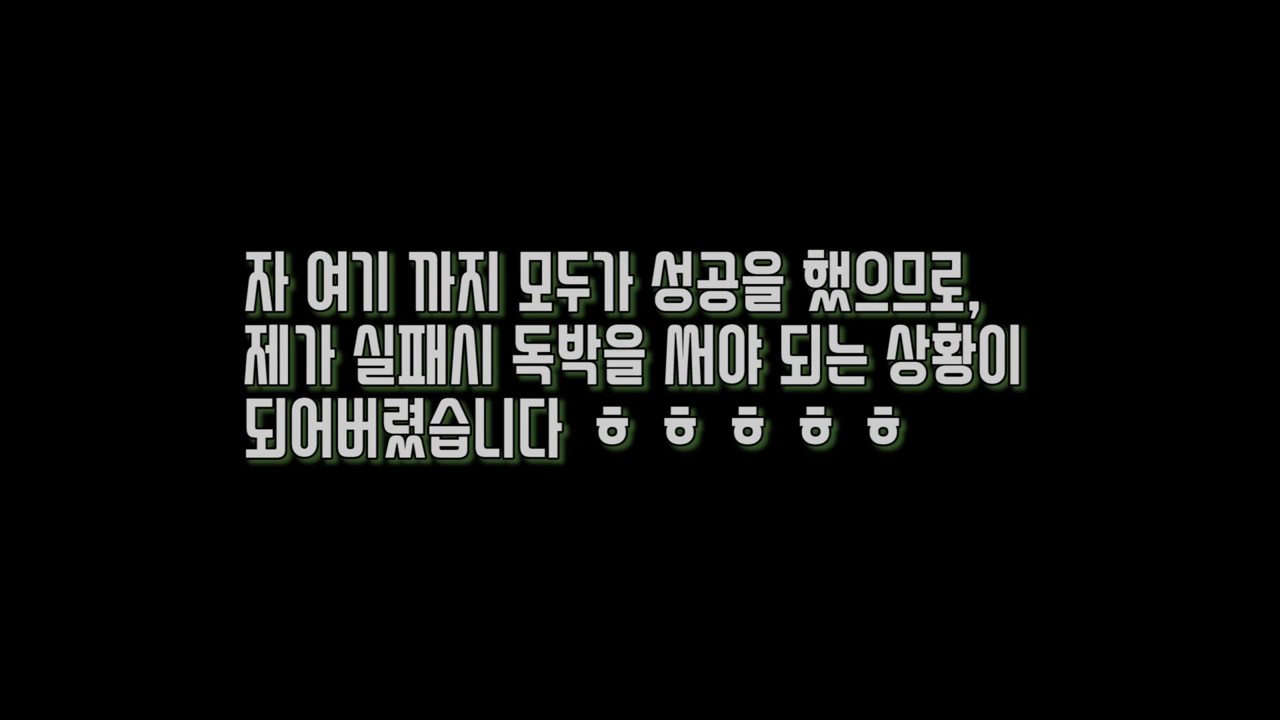 자 여기 까지 모두가 성공을 했으므로,
제가 실패시 독박을 써야 되는 상황이
되어버렸습니다 ㅎ ㅎ ㅎ ㅎ ㅎ